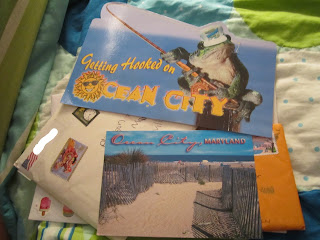 Getting Hooked on
OCEAN CITY
Ocean City, MARYLAND